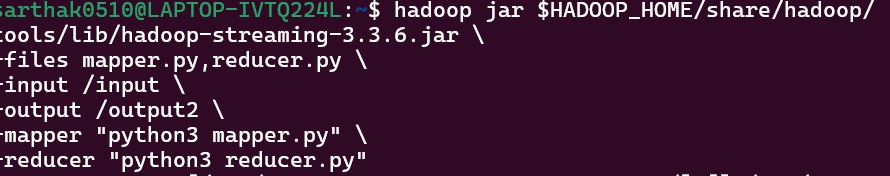 sarthak0510@LAPTOP-IVTQ224L:~$ hadoop jar $HADOOP_HOME/share/hadoop/
tools/lib/hadoop-streaming-3.3.6.jar \
-files mapper.py,reducer.py \
-input /input \
-output /output2 \
-mapper "python3 mapper.py" \
-reducer "python3 reducer.py"